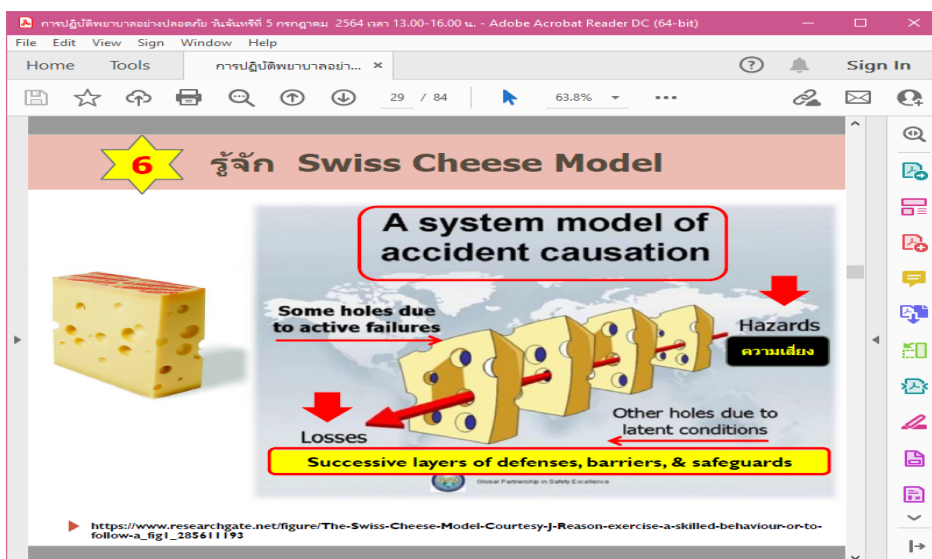 การปฏิบัติพยาบาลอย่างปลอดภัย วันจันทร์ที่ 5 กรกฎาคม 2564 เวลา 13.00-16.00 น. - Adobe Acrobat Reader DC (64-bit)
File Edit View Sign Window Help
Home Tools การปฏิบัติพยาบาลอย่า... × Sign In
29 / 84 63.8%
6 รู้จัก Swiss Cheese Model
A system model of
accident causation
Some holes due
to active failures
Hazards
ความเสี่ยง
Other holes due to
latent conditions
Losses
Successive layers of defenses, barriers, & safeguards
Global Partnership in Safety Excellence
https://www.researchgate.net/figure/The-Swiss-Cheese-Model-Courtesy-J-Reason-exercise-a-skilled-behaviour-or-to-
follow-a_fig1_285611193